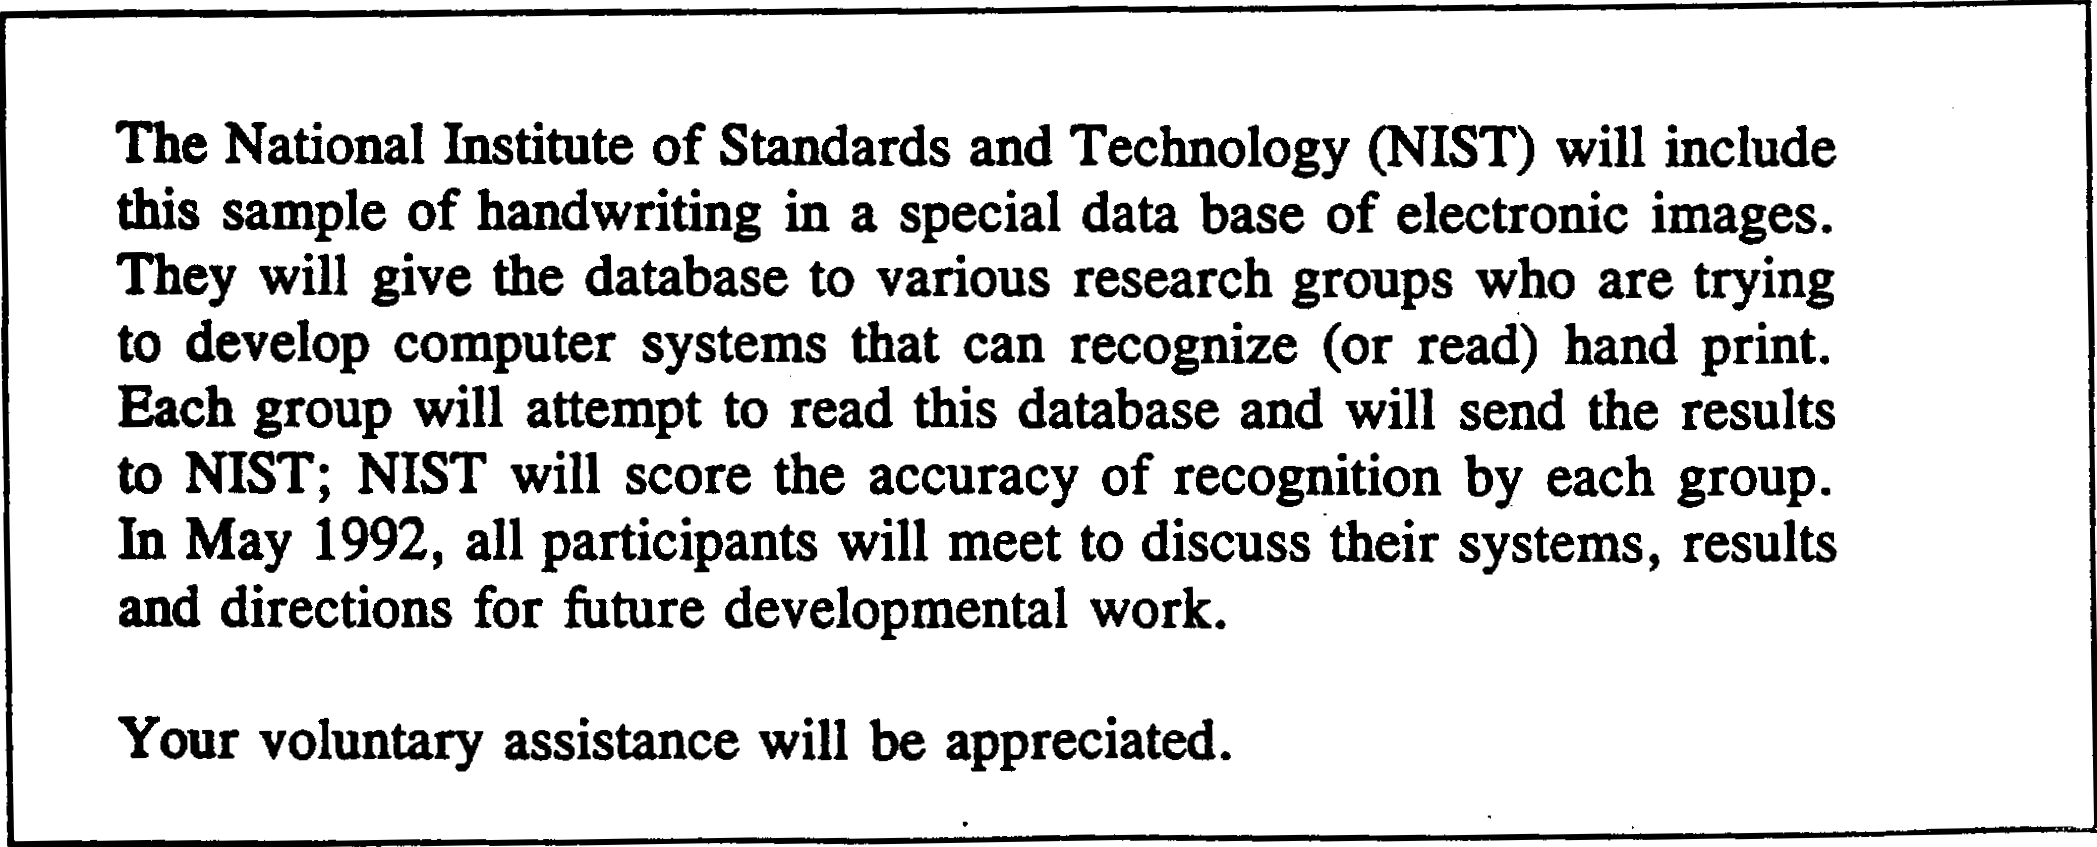 The National Institute of Standards and Technology (NIST) will include
this sample of handwriting in a special data base of electronic images.
They will give the database to various research groups who are trying
to develop computer systems that can recognize (or read) hand print.
Each group will attempt to read this database and will send the results
to NIST; NIST will score the accuracy of recognition by each group.
In May 1992, all participants will meet to discuss their systems, results
and directions for future developmental work.
Your voluntary assistance will be appreciated.